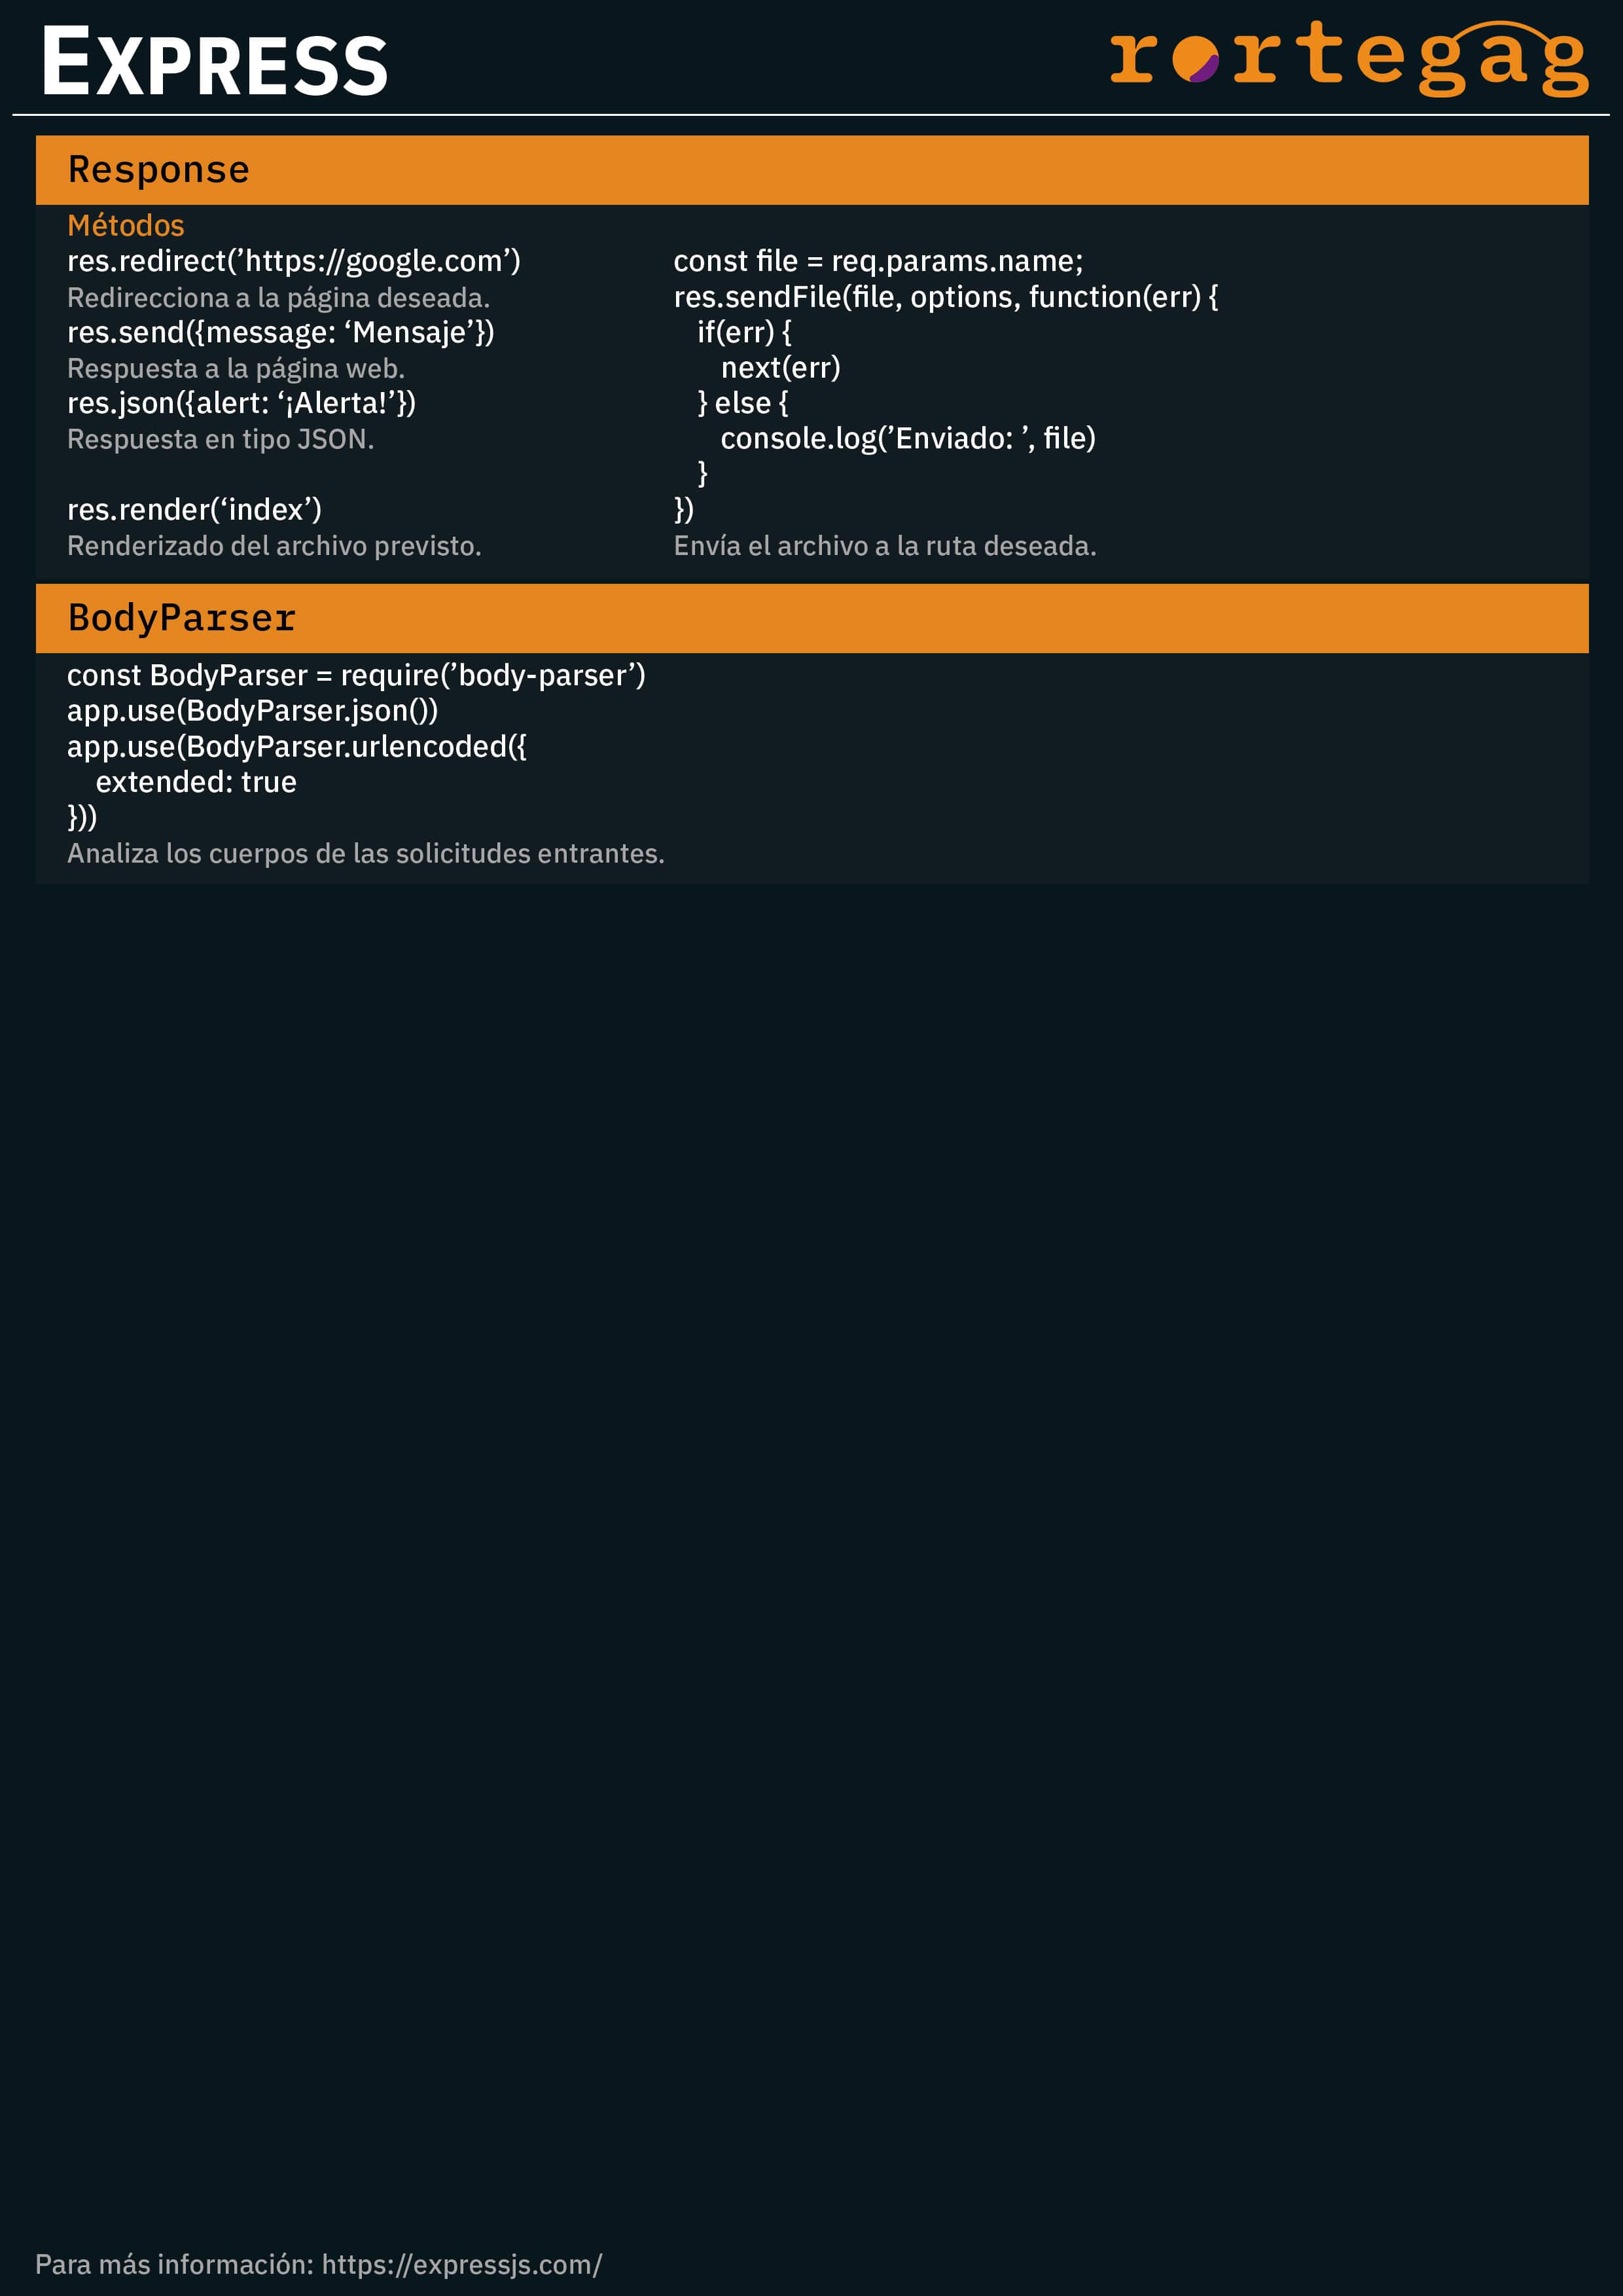 EXPRESS
rortegag
Response
Métodos
res.redirect(’https://google.com’)
Redirecciona a la página deseada.
res.send({message: ‘Mensaje’})
Respuesta a la página web.
res.json({alert: ‘¡Alerta!’})
Respuesta en tipo JSON.
res.render(‘index’)
Renderizado del archivo previsto.
const file = req.params.name;
res.sendFile(file, options, function(err) {
if(err) {
next(err)
} else {
console.log(’Enviado: ’, file)
}
})
Envía el archivo a la ruta deseada.
BodyParser
const BodyParser = require(’body-parser’)
app.use(BodyParser.json())
app.use(BodyParser.urlencoded({
extended: true
}))
Analiza los cuerpos de las solicitudes entrantes.
Para más información: https://expressjs.com/